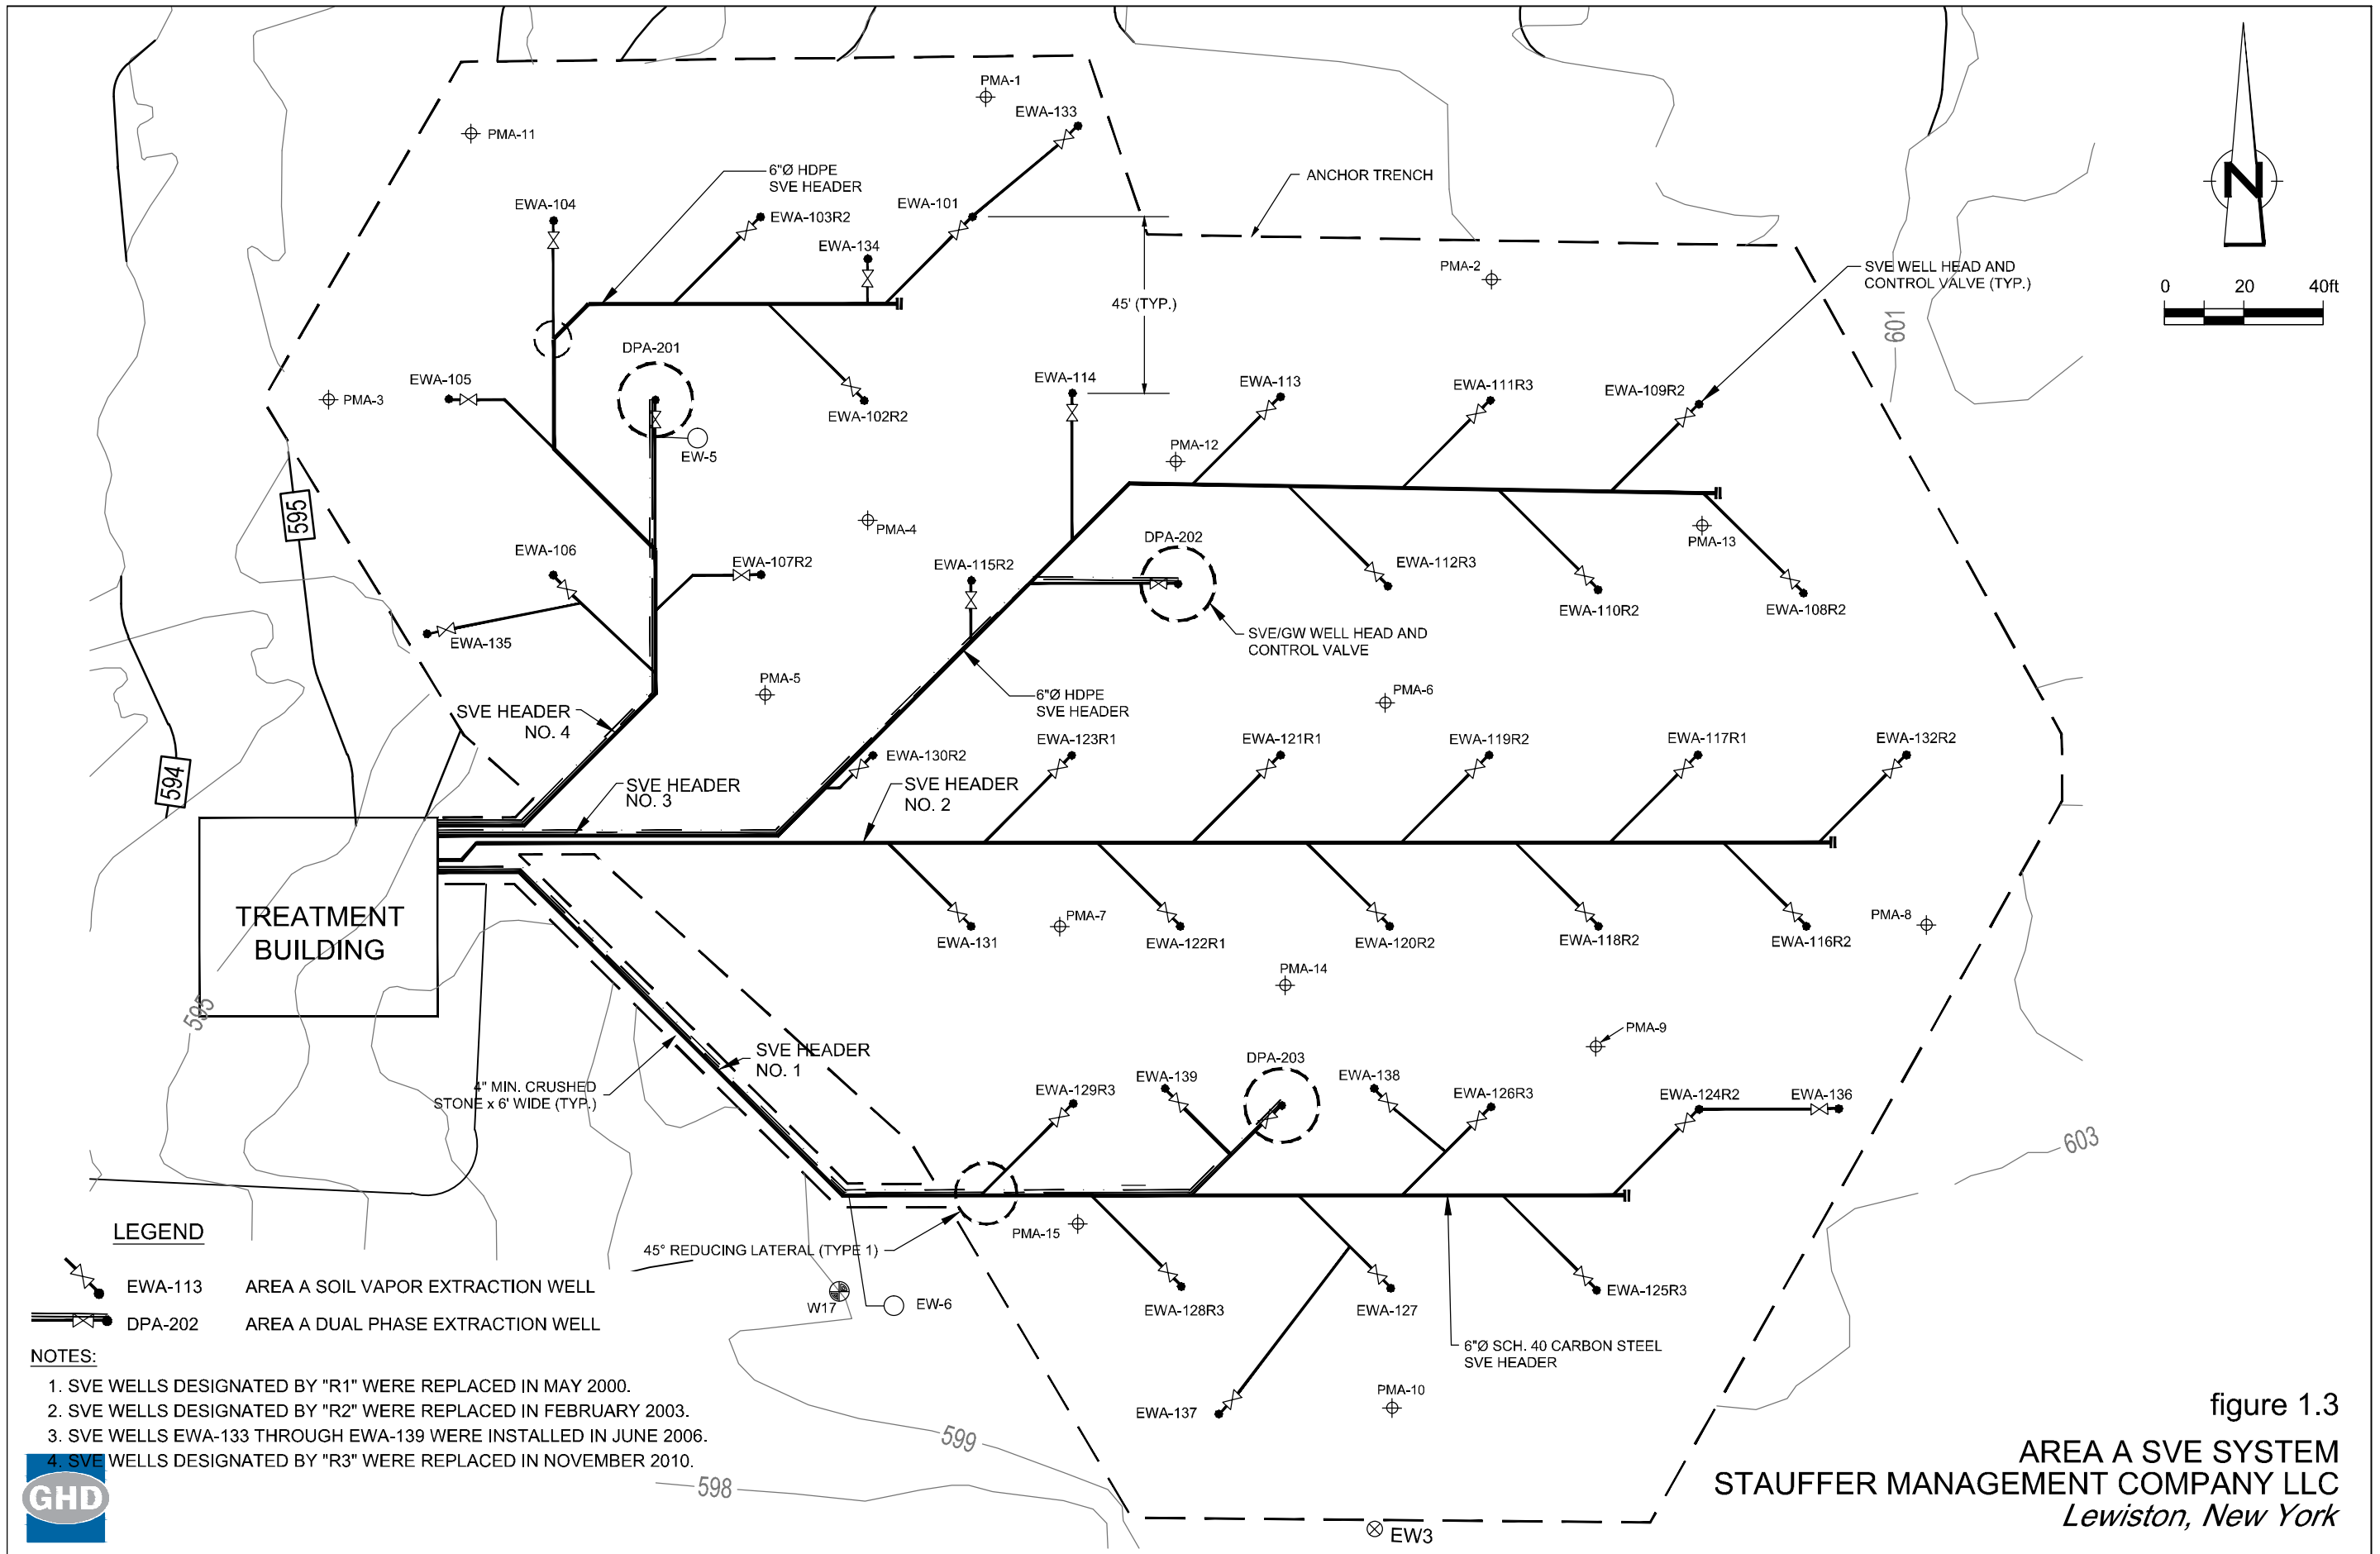 PMA-1
EWA-133
PMA-11
6"Ø HDPE
SVE HEADER
ANCHOR TRENCH
N
EWA-104
EWA-103R2
EWA-101
EWA-134
PMA-2
SVE WELL HEAD AND
CONTROL VALVE (TYP.)
0 20 40ft
45' (TYP.)
601
DPA-201
EWA-105
PMA-3
EWA-102R2
EW-5
EWA-114
EWA-113
EWA-111R3
EWA-109R2
PMA-12
595
PMA-4
PMA-13
DPA-202
EWA-106
EWA-107R2
EWA-115R2
EWA-112R3
EWA-110R2
EWA-108R2
EWA-135
SVE/GW WELL HEAD AND
CONTROL VALVE
PMA-5
PMA-6
6"Ø HDPE
SVE HEADER
SVE HEADER
NO. 4
594
SVE HEADER
NO. 3
EWA-130R2
SVE HEADER
NO. 2
EWA-123R1
EWA-121R1
EWA-119R2
EWA-117R1
EWA-132R2
TREATMENT
BUILDING
595
EWA-131
PMA-7
EWA-122R1
EWA-120R2
EWA-118R2
EWA-116R2
PMA-8
PMA-14
PMA-9
SVE HEADER
NO. 1
4" MIN. CRUSHED
STONE x 6' WIDE (TYP.)
EWA-129R3
EWA-139
DPA-203
EWA-138
EWA-126R3
EWA-124R2
EWA-136
603
PMA-15
45° REDUCING LATERAL (TYPE 1)
W17
EW-6
EWA-128R3
EWA-127
EWA-125R3
6"Ø SCH. 40 CARBON STEEL
SVE HEADER
EWA-137
PMA-10
599
598
EW3
LEGEND
EWA-113 AREA A SOIL VAPOR EXTRACTION WELL
DPA-202 AREA A DUAL PHASE EXTRACTION WELL
NOTES:
1. SVE WELLS DESIGNATED BY "R1" WERE REPLACED IN MAY 2000.
2. SVE WELLS DESIGNATED BY "R2" WERE REPLACED IN FEBRUARY 2003.
3. SVE WELLS EWA-133 THROUGH EWA-139 WERE INSTALLED IN JUNE 2006.
4. SVE WELLS DESIGNATED BY "R3" WERE REPLACED IN NOVEMBER 2010.
GHD
figure 1.3
AREA A SVE SYSTEM
STAUFFER MANAGEMENT COMPANY LLC
Lewiston, New York